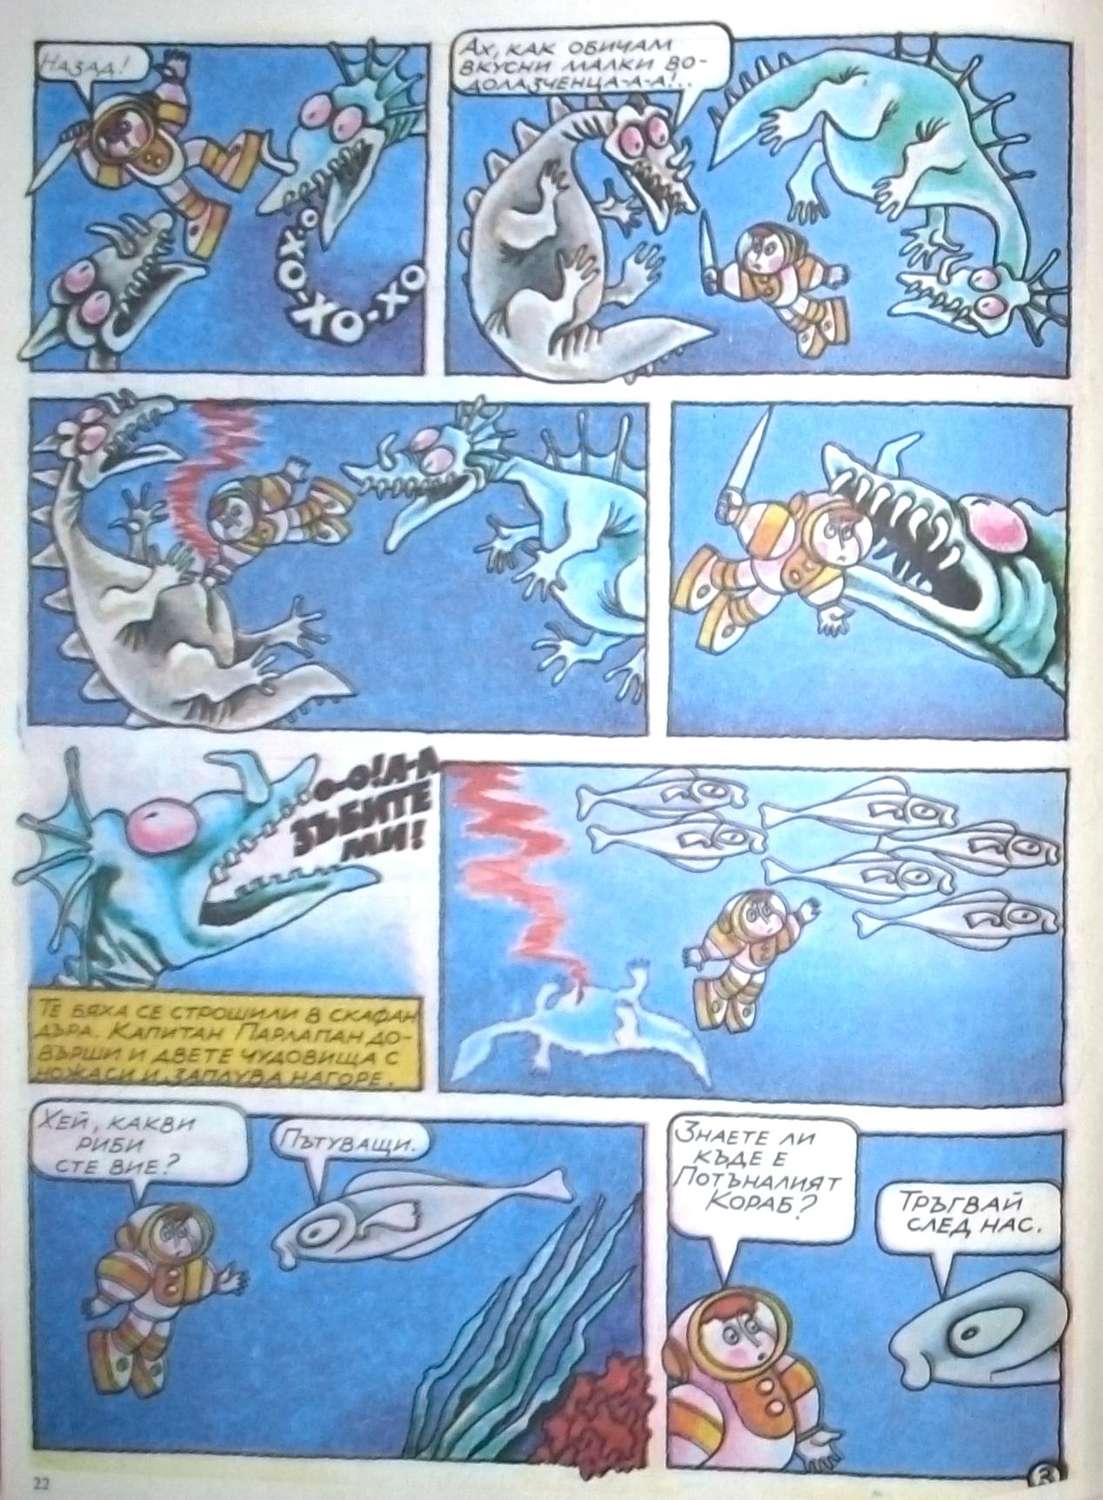 НАЗАД!
ХО-ХО-ХО-ХО
АХ, КАК ОБИЧАМ
ВКУСНИ МАЛКИ ВО-
ДОЛАЗЧЕНЦА-А-А!...
О-О!А-А
ЗЪБИТЕ
МИ!
ТЕ БЯХА СЕ СТРОШИЛИ В СКАФАН
ДЪРА. КАПИТАН ПАРЛАПАН ДО-
ВЪРШИ И ДВЕТЕ ЧУДОВИЩА С
НОЖА СИ И ЗАПЛУВА НАГОРЕ.
ХЕЙ, КАКВИ
РИБИ
СТЕ ВИЕ?
ПЪТУВАЩИ.
ЗНАЕТЕ ЛИ
КЪДЕ Е
ПОТЪНАЛИЯТ
КОРАБ?
ТРЪГВАЙ
СЛЕД НАС.
22
3